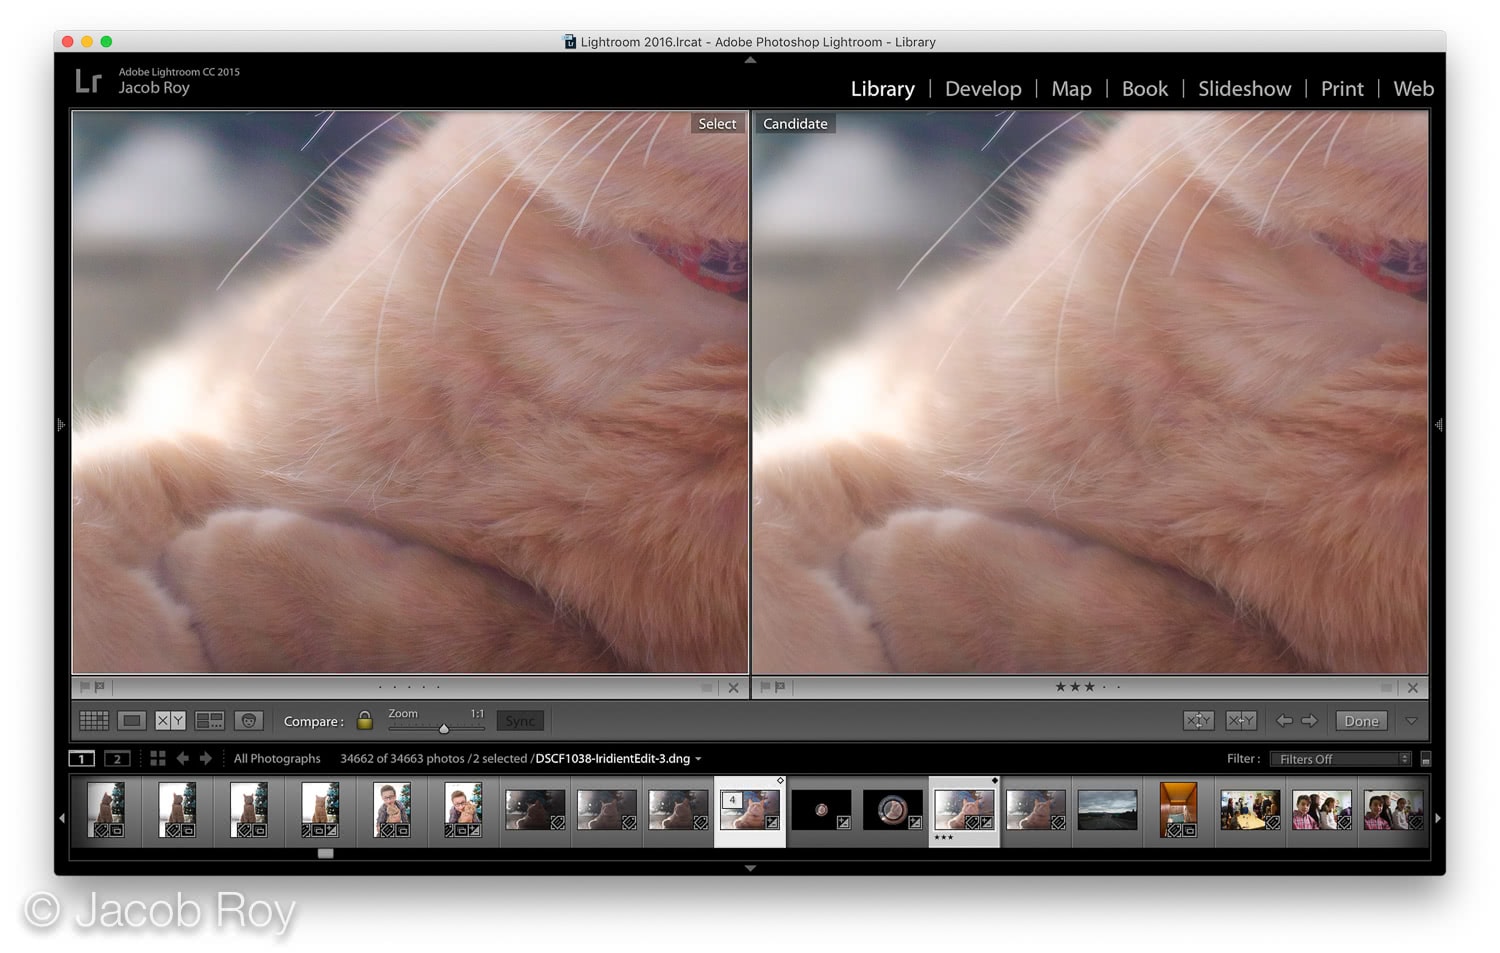 Lightroom 2016.lrcat - Adobe Photoshop Lightroom - Library
Lr
Adobe Lightroom CC 2015
Jacob Roy
Library | Develop | Map | Book | Slideshow | Print | Web
Select
Candidate
XY
Compare :
Zoom
1:1
Sync
Done
1
2
All Photographs
34662 of 34663 photos /2 selected /DSCF1038-IridientEdit-3.dng
Filter :
Filters Off
4
© Jacob Roy